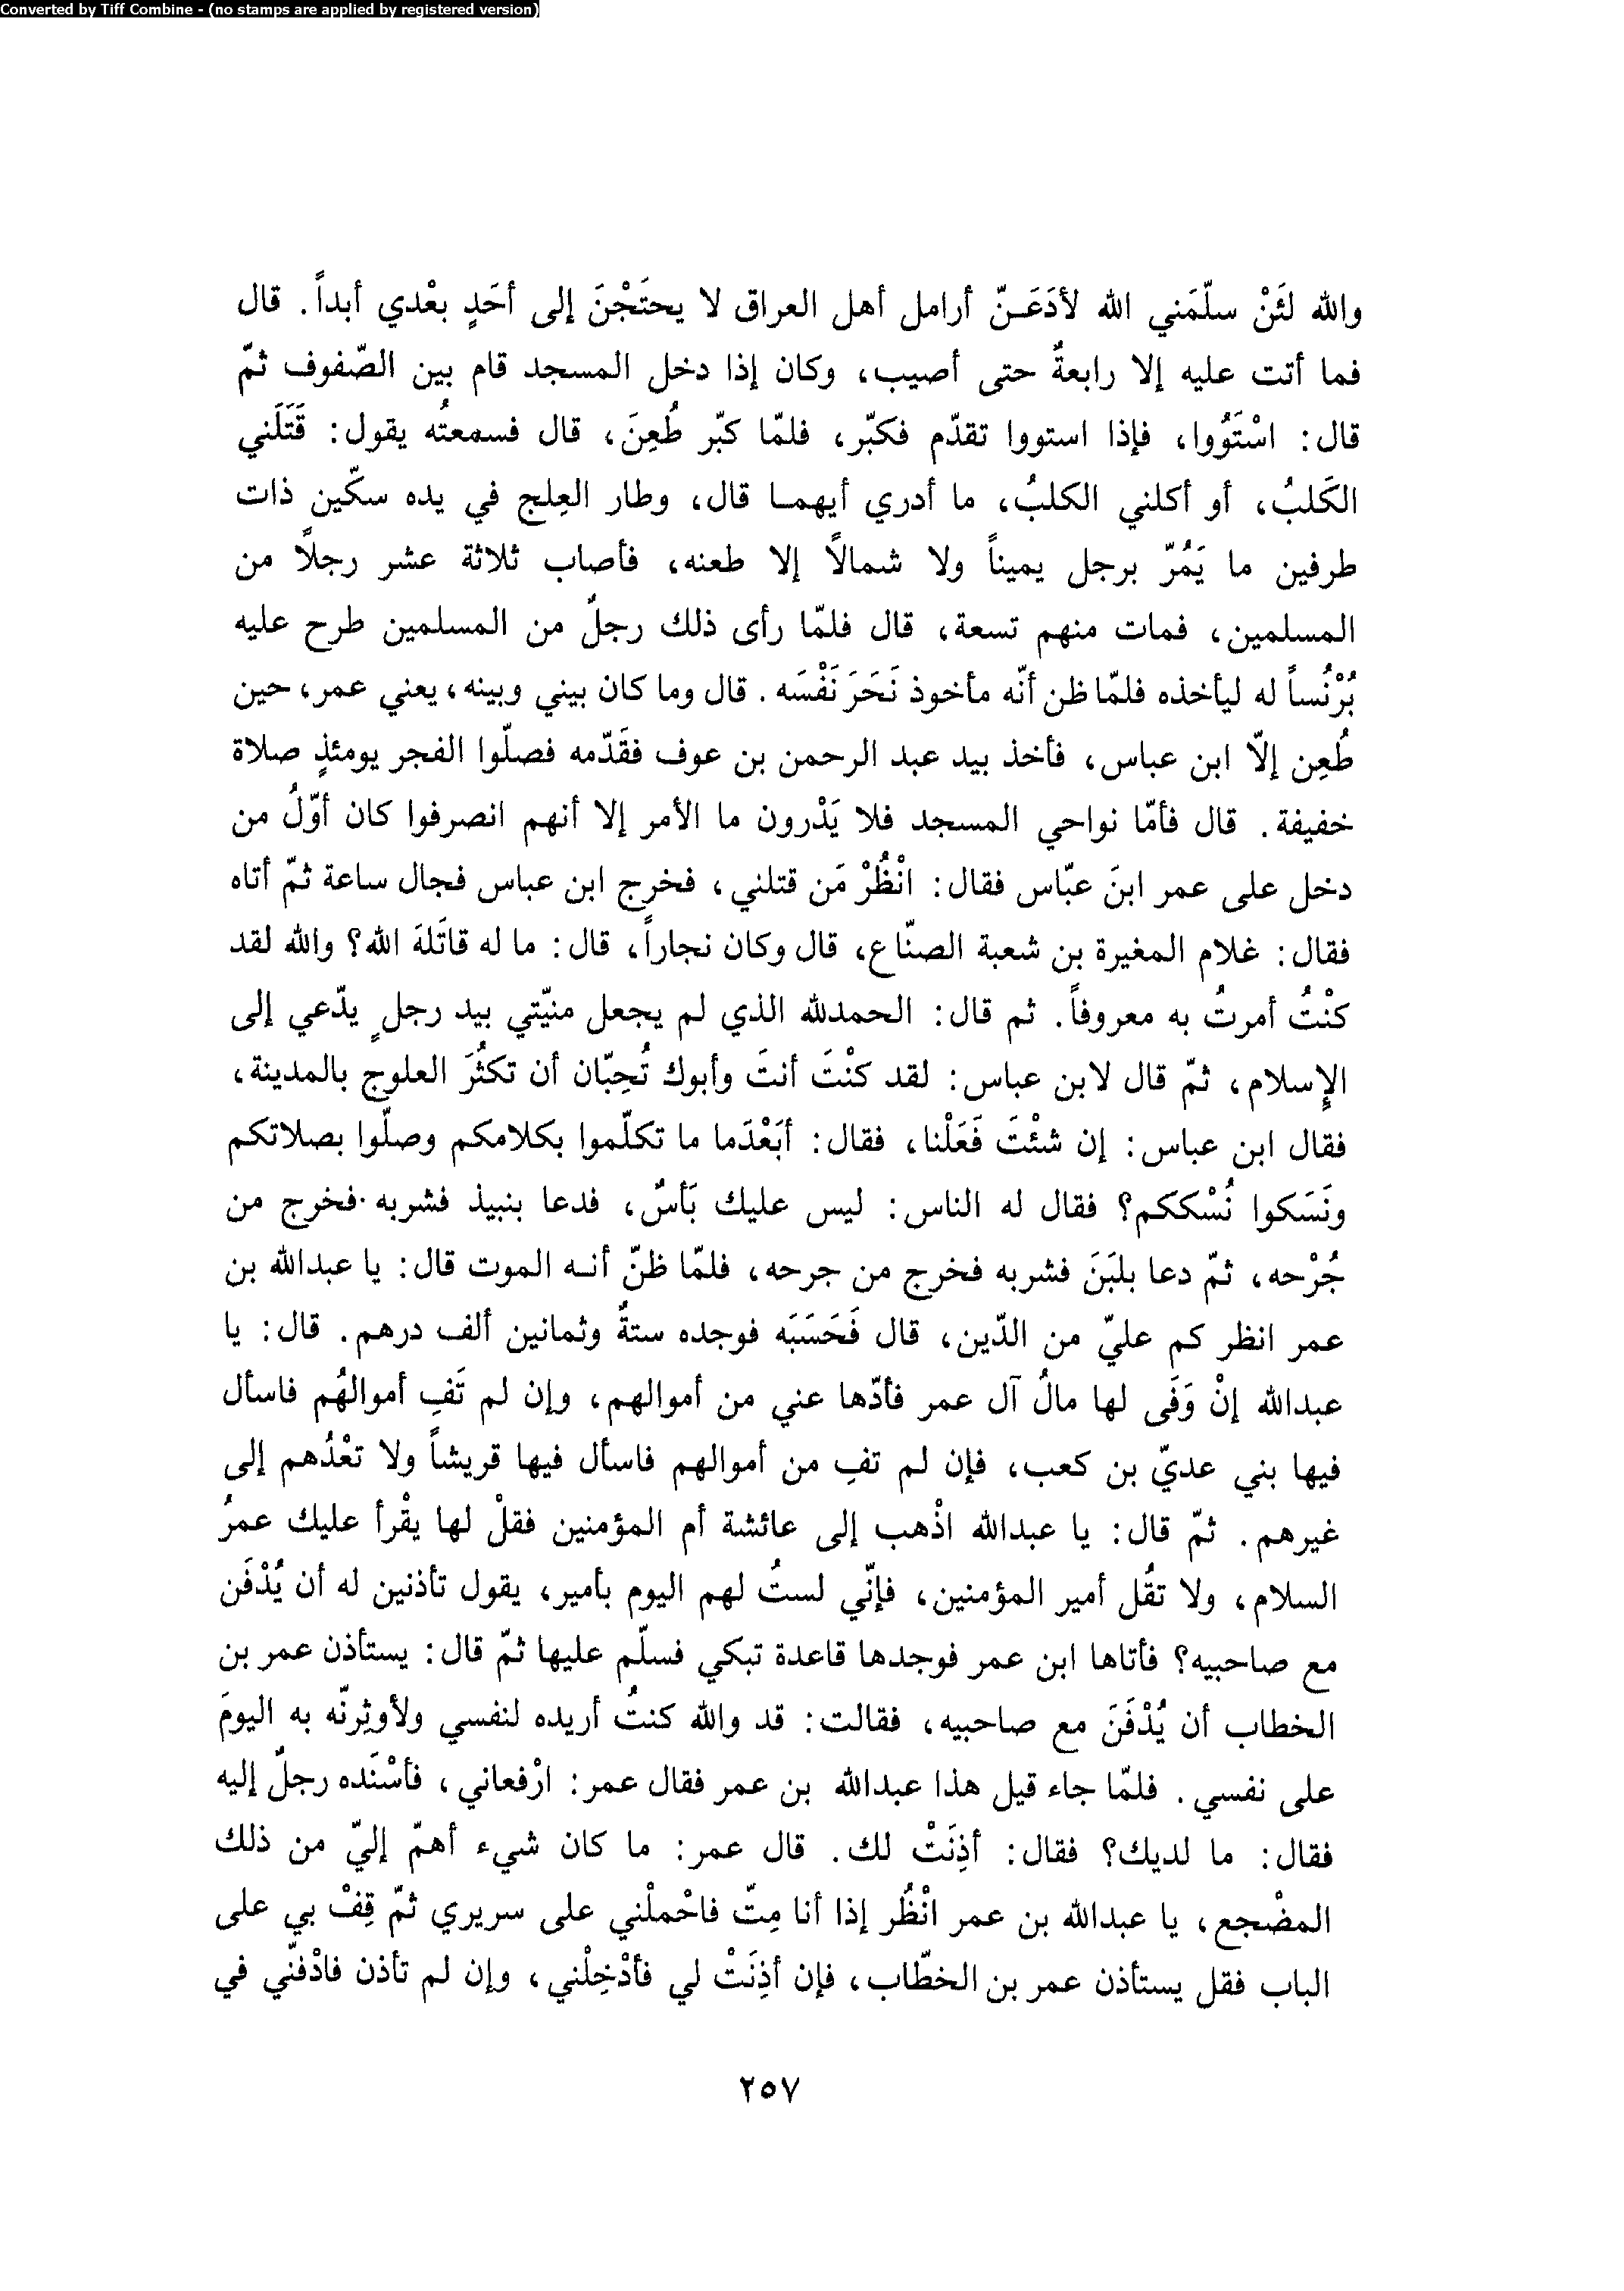 Converted by Tiff Combine - (no stamps are applied by registered version)
والله لئَنْ سلّمَني الله لأدَعَـنّ أرامل أهل العراق لا يحتَجْنَ إلى أحَدٍ بعْدي أبداً. قال
فما أتت عليه إلا رابعةٌ حتى أصيب، وكان إذا دخل المسجد قام بين الصّفوف ثمّ
قال: اسْتَوُوا، فإذا استووا تقدّم فكبّر، فلمّا كبّر طُعِنَ، قال فسمعتُه يقول: قَتَلَني
الكَلبُ، أو أكلني الكلبُ، ما أدري أيهمـا قال، وطار العِلج في يده سكّين ذات
طرفين ما يَمُرّ برجل يميناً ولا شمالاً إلا طعنه، فأصاب ثلاثة عشر رجلاً من
المسلمين، فمات منهم تسعة، قال فلمّا رأى ذلك رجلٌ من المسلمين طرح عليه
بُرْنُساً له ليأخذه فلمّا ظن أنّه مأخوذ نَحَرَ نَفْسَه. قال وما كان بيني وبينه، يعني عمر، حين
طُعِن إلّا ابن عباس، فأخذ بيد عبد الرحمن بن عوف فقَدّمه فصلّوا الفجر يومئذٍ صلاة
خفيفة. قال فأمّا نواحي المسجد فلا يَدْرون ما الأمر إلا أنهم انصرفوا كان أوّلُ من
دخل على عمر ابنَ عبّاس فقال: انْظُرْ مَن قتلني، فخرج ابن عباس فجال ساعة ثمّ أتاه
فقال: غلام المغيرة بن شعبة الصنّاع، قال وكان نجاراً، قال: ما له قاتَلهَ الله؟ والله لقد
كنْتُ أمرتُ به معروفاً. ثم قال: الحمدلله الذي لم يجعل منيّتي بيد رجلٍ يدّعي إلى
الإسلام، ثمّ قال لابن عباس: لقد كنْتَ أنتَ وأبوك تُحِبّان أن تكثُرَ العلوج بالمدينة،
فقال ابن عباس: إن شئْتَ فَعَلْنا، فقال: أبَعْدَما ما تكلّموا بكلامكم وصلّوا بصلاتكم
ونَسَكوا نُسْككم؟ فقال له الناس: ليس عليك بَأسٌ، فدعا بنبيذ فشربه فخرج من
جُرْحه، ثمّ دعا بلبَنَ فشربه فخرج من جرحه، فلمّا ظنّ أنـه الموت قال: يا عبدالله بن
عمر انظر كم عليّ من الدّين، قال فَحَسَبَه فوجده ستةٌ وثمانين ألف درهم. قال: يا
عبدالله إنْ وَفَى لها مالُ آل عمر فأدّها عني من أموالهم، وإن لم تَفِ أموالهُم فاسأل
فيها بني عديّ بن كعب، فإن لم تفِ من أموالهم فاسأل فيها قريشاً ولا تعْدُهم إلى
غيرهم. ثمّ قال: يا عبدالله اذْهب إلى عائشة أم المؤمنين فقلْ لها يقْرأ عليك عمرُ
السلام، ولا تقُل أمير المؤمنين، فإنّي لستُ لهم اليوم بأمير، يقول تأذنين له أن يُدْفَن
مع صاحبيه؟ فأتاها ابن عمر فوجدها قاعدة تبكي فسلّم عليها ثمّ قال: يستأذن عمر بن
الخطاب أن يُدْفَنَ مع صاحبيه، فقالت: قد والله كنتُ أريده لنفسي ولأوثِرنّه به اليومَ
على نفسي. فلمّا جاء قيل هذا عبدالله بن عمر فقال عمر: ارْفعاني، فأسْنَده رجلٌ إليه
فقال: ما لديك؟ فقال: أذِنَتْ لك. قال عمر: ما كان شيء أهمّ إليّ من ذلك
المضْجع، يا عبدالله بن عمر انْظُر إذا أنا مِتّ فاحْملْني على سريري ثمّ قِفْ بي على
الباب فقل يستأذن عمر بن الخطّاب، فإن أذِنَتْ لي فأدْخِلْني، وإن لم تأذن فادْفنّي في
٢٥٧